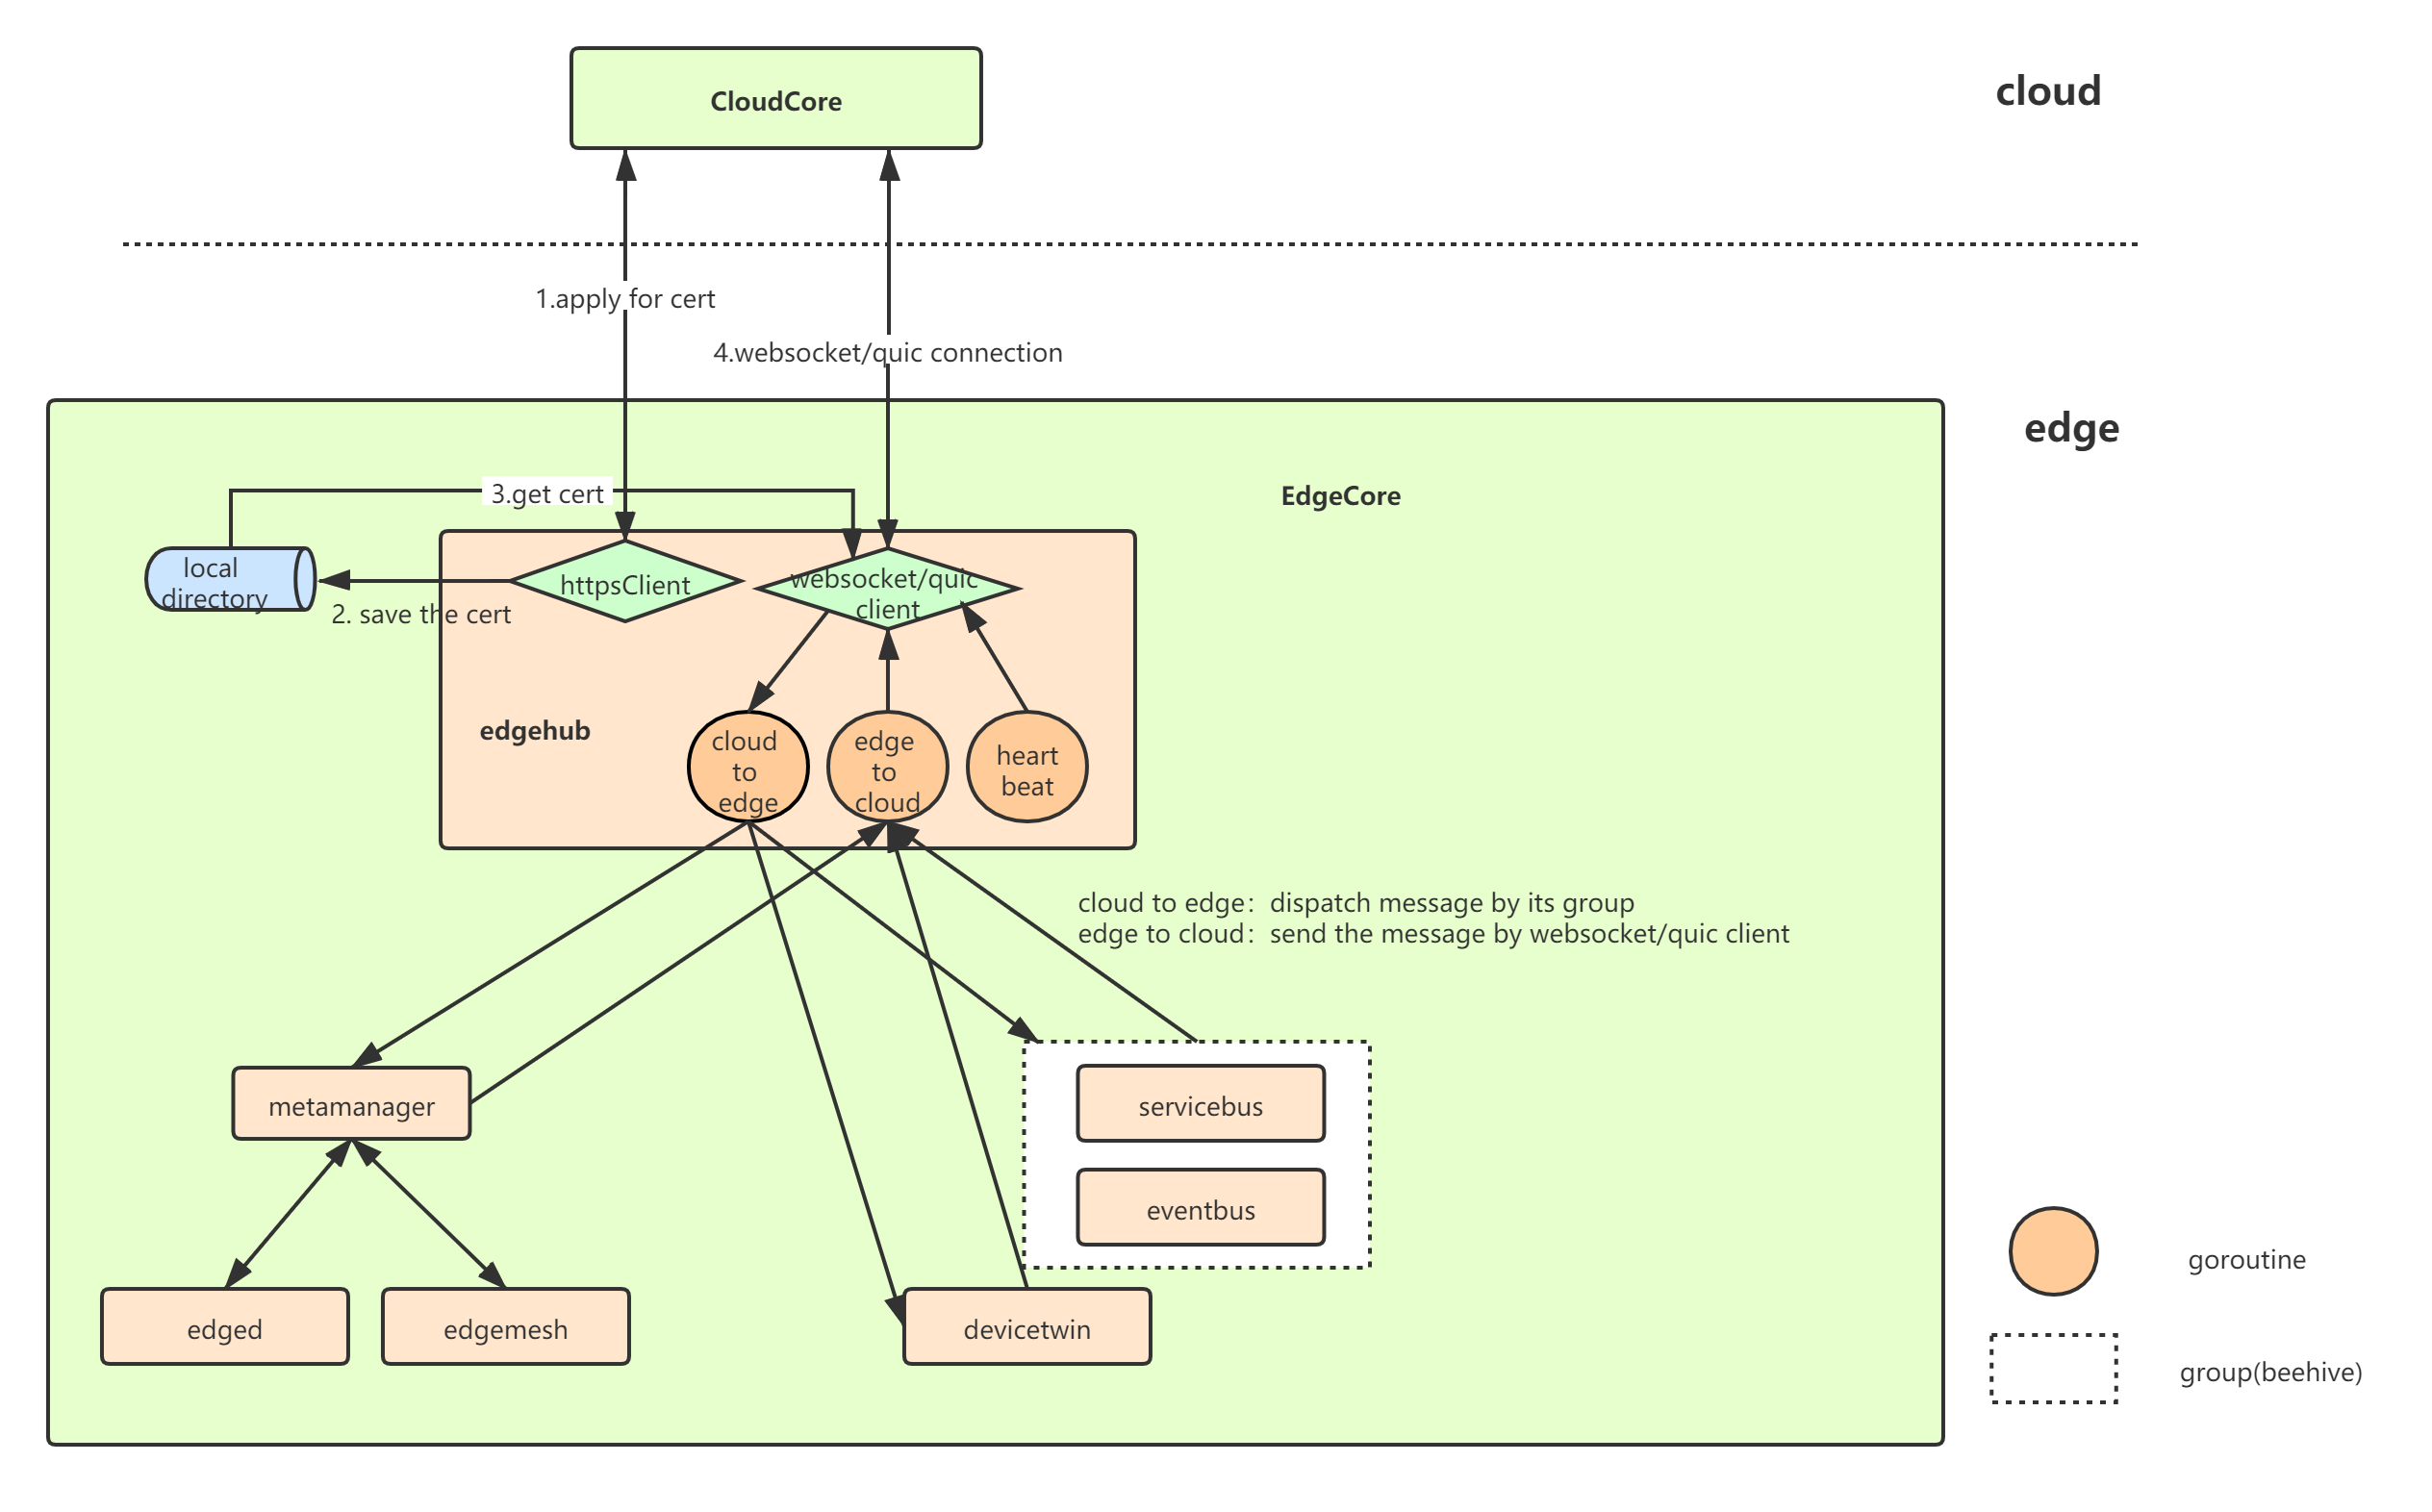 CloudCore
cloud
1.apply for cert
4.websocket/quic connection
edge
3.get cert
EdgeCore
local
directory
httpsClient
websocket/quic
client
2. save the cert
edgehub
cloud
to
edge
edge
to
cloud
heart
beat
cloud to edge：dispatch message by its group
edge to cloud：send the message by websocket/quic client
metamanager
servicebus
eventbus
edged
edgemesh
devicetwin
goroutine
group(beehive)